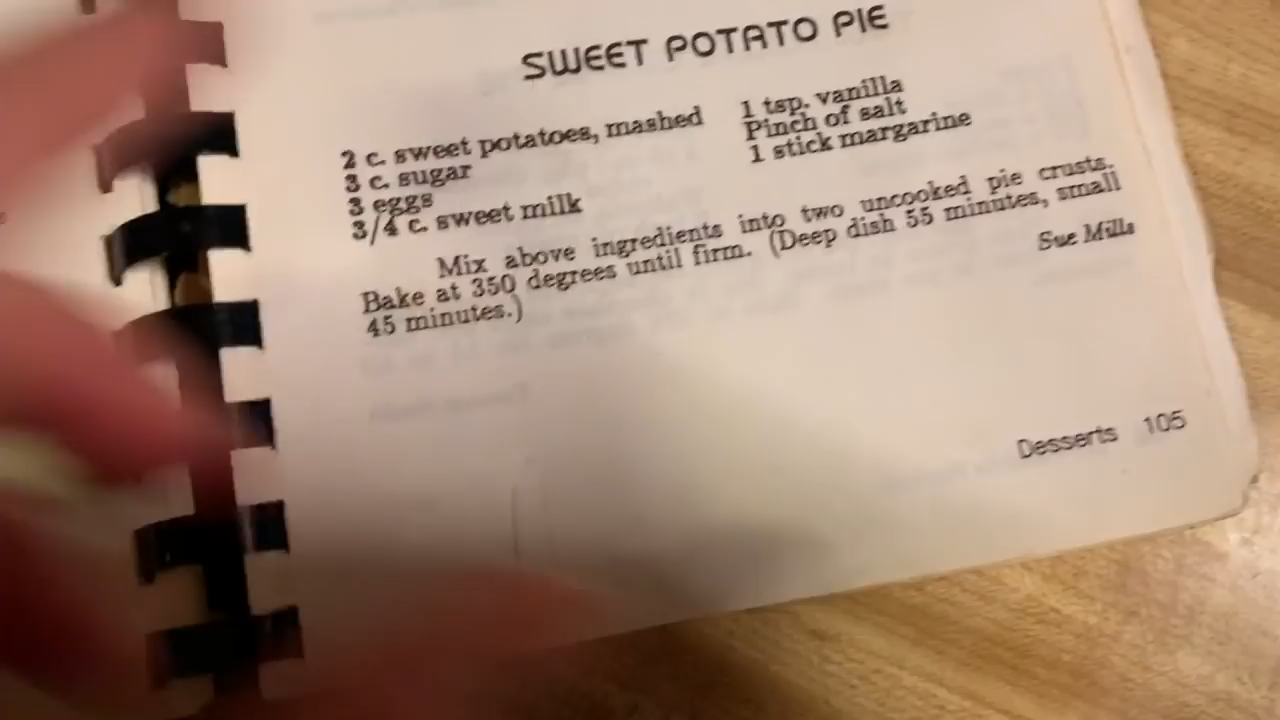 SWEET POTATO PIE
2 c. sweet potatoes, mashed
3 c. sugar
3 eggs
3/4 c. sweet milk
1 tsp. vanilla
Pinch of salt
1 stick margarine
Mix above ingredients into two uncooked pie crusts.
Bake at 350 degrees until firm. (Deep dish 55 minutes, small
45 minutes.)
Sue Mills
Desserts 105